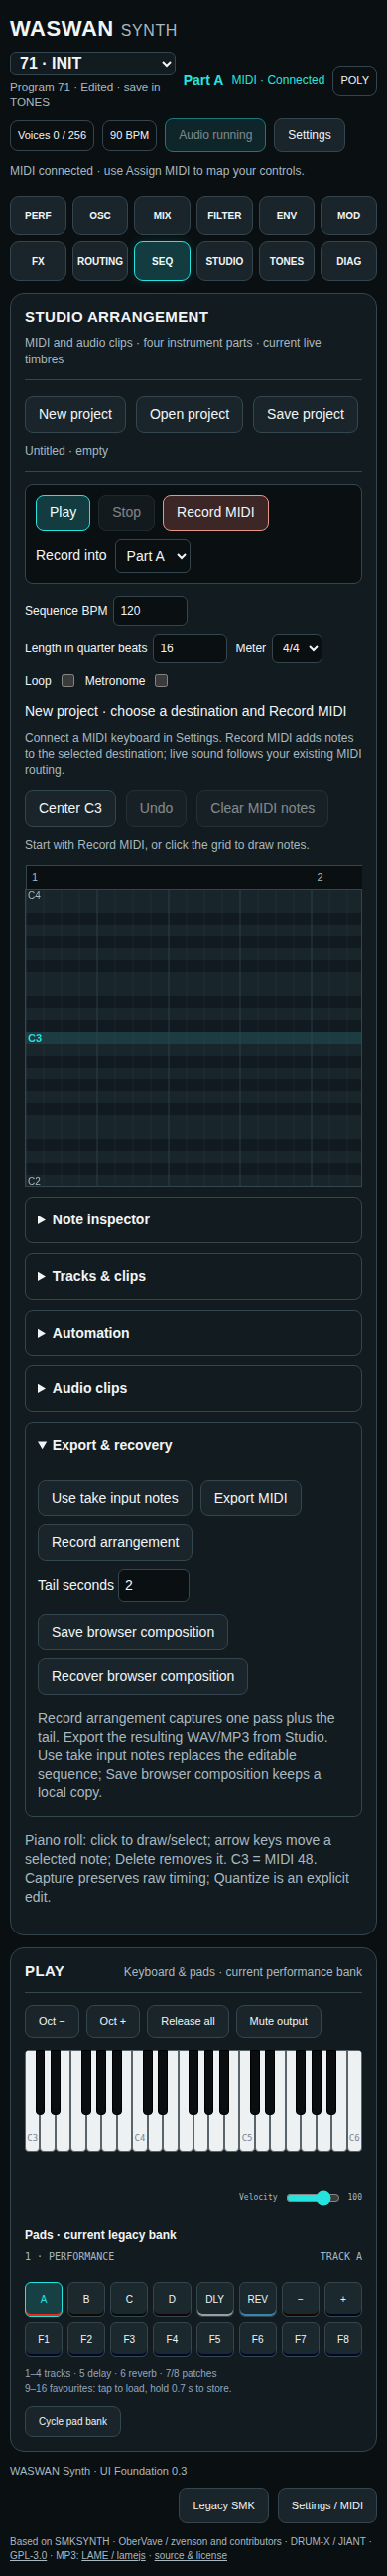 WASWAN SYNTH
71 · INIT
Program 71 · Edited · save in
TONES
Part A MIDI · Connected POLY
Voices 0 / 256 90 BPM Audio running Settings
MIDI connected · use Assign MIDI to map your controls.
PERF OSC MIX FILTER ENV MOD
FX ROUTING SEQ STUDIO TONES DIAG
STUDIO ARRANGEMENT
MIDI and audio clips · four instrument parts · current live
timbres
New project Open project Save project
Untitled · empty
Play Stop Record MIDI
Record into Part A
Sequence BPM 120
Length in quarter beats 16 Meter 4/4
Loop Metronome
New project · choose a destination and Record MIDI
Connect a MIDI keyboard in Settings. Record MIDI adds notes
to the selected destination; live sound follows your existing MIDI
routing.
Center C3 Undo Clear MIDI notes
Start with Record MIDI, or click the grid to draw notes.
1 2
C4
C3
C2
▶ Note inspector
▶ Tracks & clips
▶ Automation
▶ Audio clips
▼ Export & recovery
Use take input notes Export MIDI
Record arrangement
Tail seconds 2
Save browser composition
Recover browser composition
Record arrangement captures one pass plus the
tail. Export the resulting WAV/MP3 from Studio.
Use take input notes replaces the editable
sequence; Save browser composition keeps a
local copy.
Piano roll: click to draw/select; arrow keys move a
selected note; Delete removes it. C3 = MIDI 48.
Capture preserves raw timing; Quantize is an explicit
edit.
PLAY Keyboard & pads · current performance bank
Oct − Oct + Release all Mute output
C3 C4 C5 C6
Velocity 100
Pads · current legacy bank
1 · PERFORMANCE TRACK A
A B C D DLY REV − +
F1 F2 F3 F4 F5 F6 F7 F8
1–4 tracks · 5 delay · 6 reverb · 7/8 patches
9–16 favourites: tap to load, hold 0.7 s to store.
Cycle pad bank
WASWAN Synth · UI Foundation 0.3
Legacy SMK Settings / MIDI
Based on SMKSYNTH · OberVave / zvenson and contributors · DRUM-X / JIANT ·
GPL-3.0 · MP3: LAME / lamejs · source & license